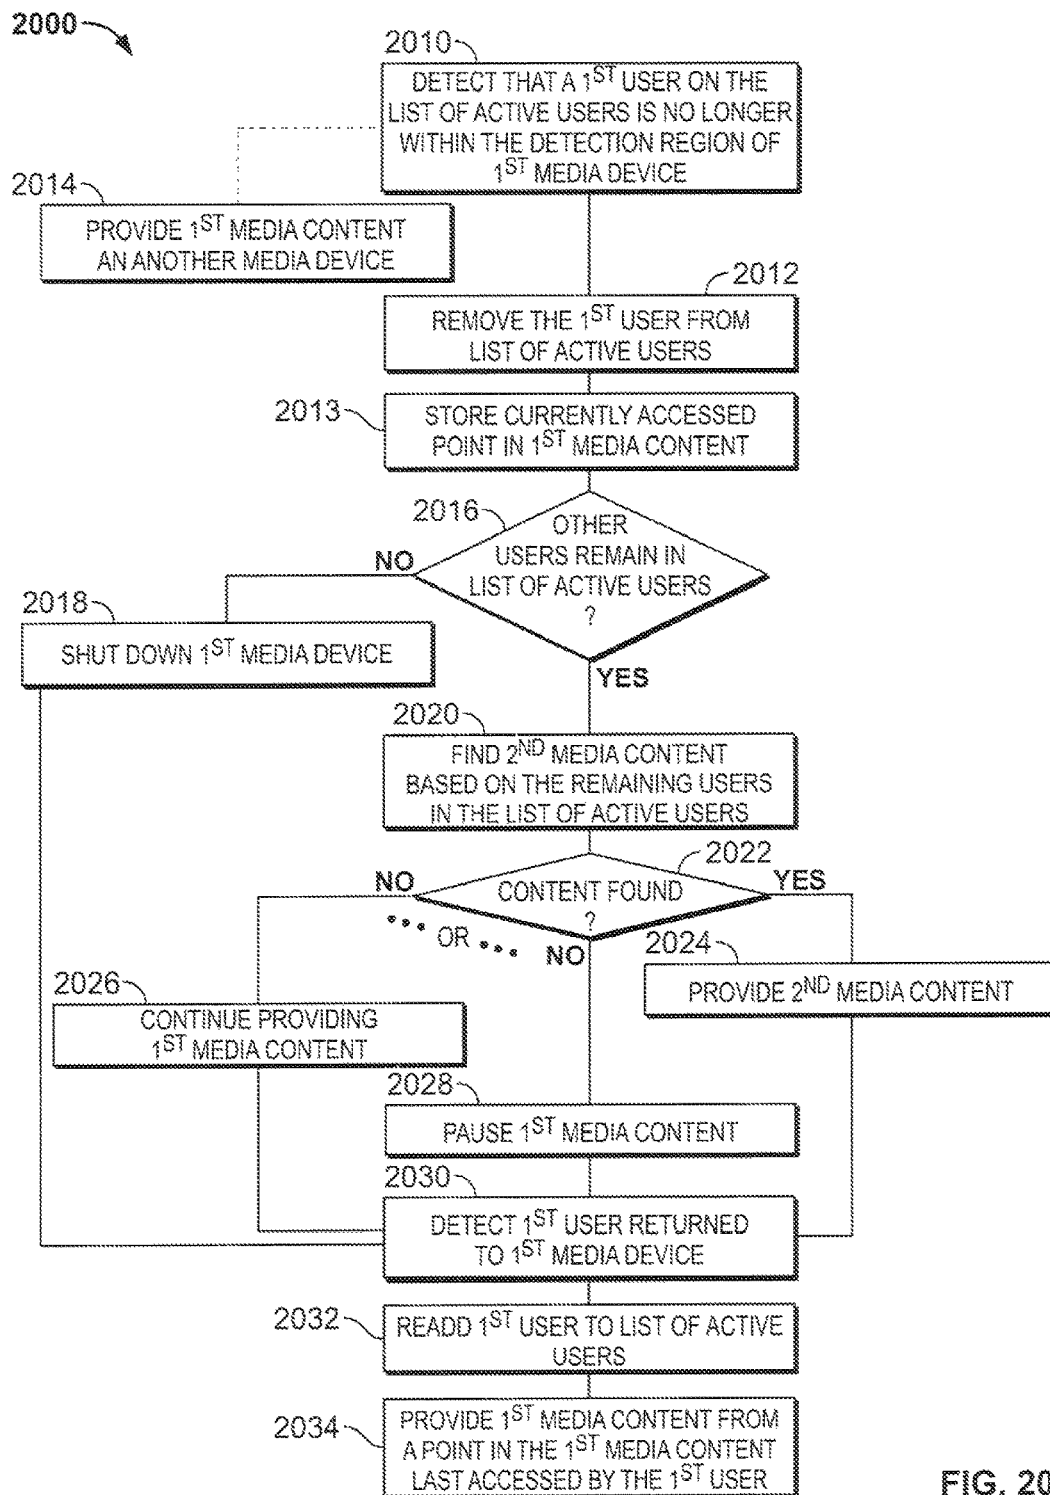 2000
2010
DETECT THAT A 1ST USER ON THE
LIST OF ACTIVE USERS IS NO LONGER
WITHIN THE DETECTION REGION OF
1ST MEDIA DEVICE
2014
PROVIDE 1ST MEDIA CONTENT
AN ANOTHER MEDIA DEVICE
2012
REMOVE THE 1ST USER FROM
LIST OF ACTIVE USERS
2013
STORE CURRENTLY ACCESSED
POINT IN 1ST MEDIA CONTENT
2016
OTHER
USERS REMAIN IN
LIST OF ACTIVE USERS
?
NO
YES
2018
SHUT DOWN 1ST MEDIA DEVICE
2020
FIND 2ND MEDIA CONTENT
BASED ON THE REMAINING USERS
IN THE LIST OF ACTIVE USERS
2022
NO
CONTENT FOUND
?
YES
OR
NO
2024
PROVIDE 2ND MEDIA CONTENT
2026
CONTINUE PROVIDING
1ST MEDIA CONTENT
2028
PAUSE 1ST MEDIA CONTENT
2030
DETECT 1ST USER RETURNED
TO 1ST MEDIA DEVICE
2032
READD 1ST USER TO LIST OF ACTIVE
USERS
2034
PROVIDE 1ST MEDIA CONTENT FROM
A POINT IN THE 1ST MEDIA CONTENT
LAST ACCESSED BY THE 1ST USER
FIG. 20